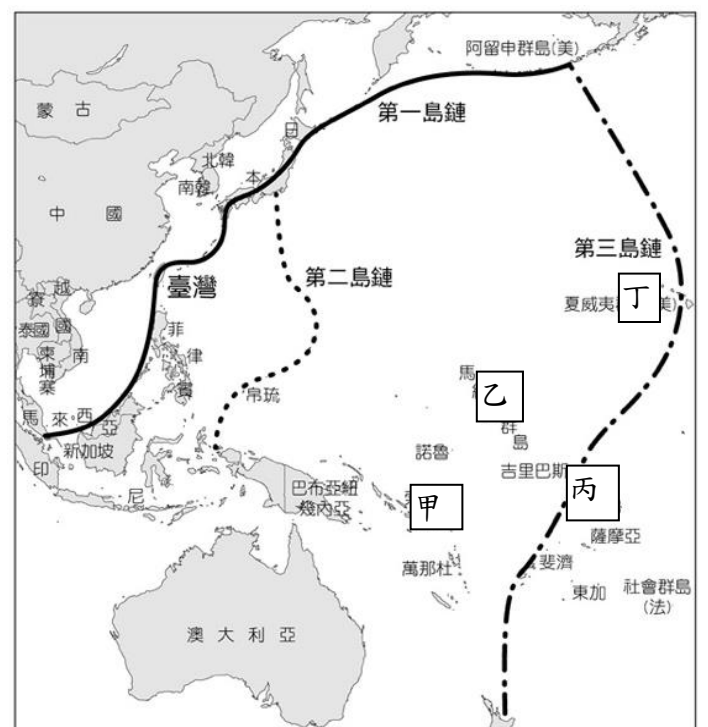 阿留申群島(美)
第一島鏈
蒙古
日本
北韓
南韓
中國
第三島鏈
第二島鏈
臺灣
夏威夷
丁
美)
寮
越
泰國
國
南
柬埔寨
菲律賓
帛琉
馬
乙
群島
馬來西亞
新加坡
諾魯
吉里巴斯
丙
印尼
巴布亞紐
幾內亞
甲
薩摩亞
萬那杜
斐濟
東加
社會群島
(法)
澳大利亞